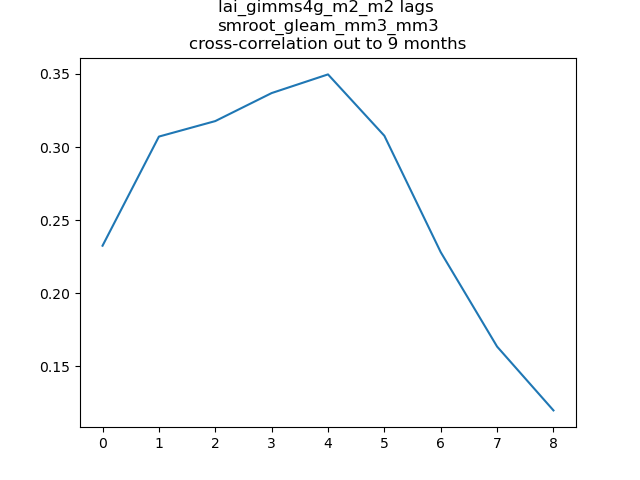 lai_gimms4g_m2_m2 lags
smroot_gleam_mm3_mm3
cross-correlation out to 9 months
0.35
0.30
0.25
0.20
0.15
0 1 2 3 4 5 6 7 8